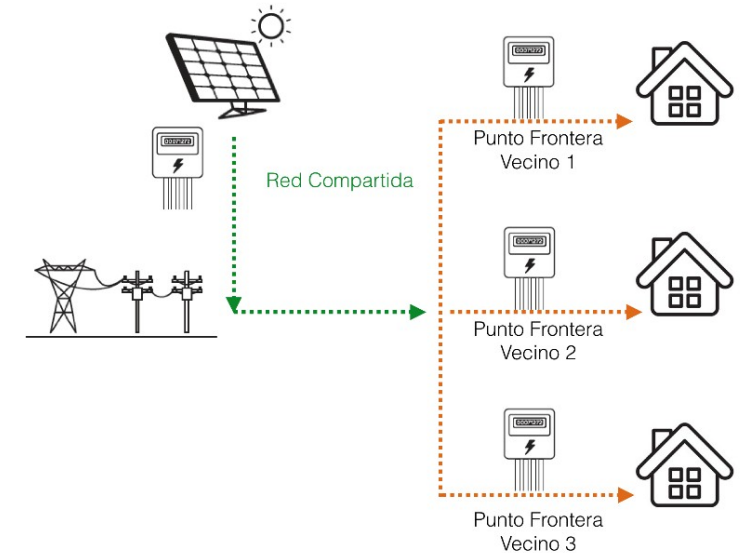 Red Compartida
Punto Frontera
Vecino 1
Punto Frontera
Vecino 2
Punto Frontera
Vecino 3